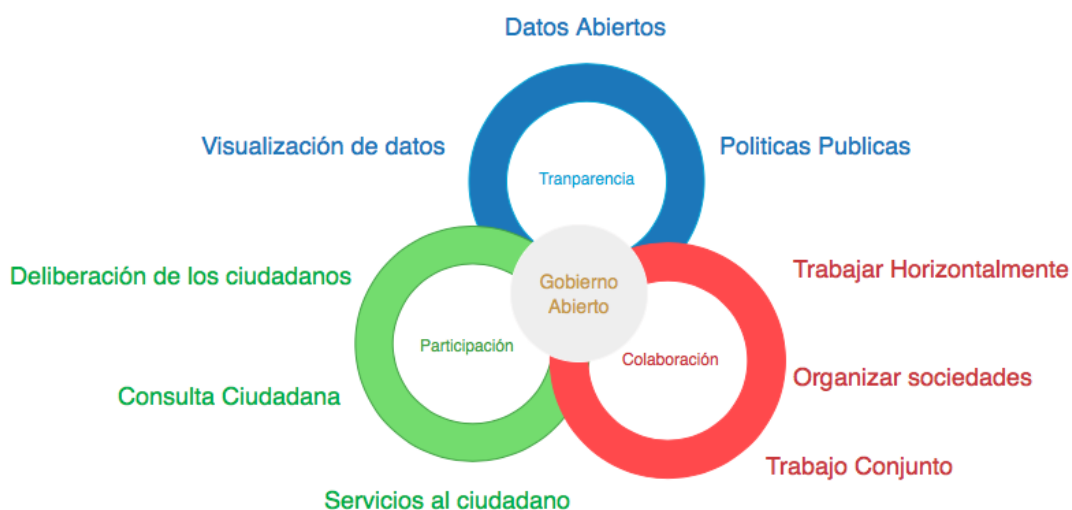 Datos Abiertos
Visualización de datos
Politicas Publicas
Tranparencia
Deliberación de los ciudadanos
Trabajar Horizontalmente
Gobierno
Abierto
Participación
Colaboración
Organizar sociedades
Consulta Ciudadana
Trabajo Conjunto
Servicios al ciudadano